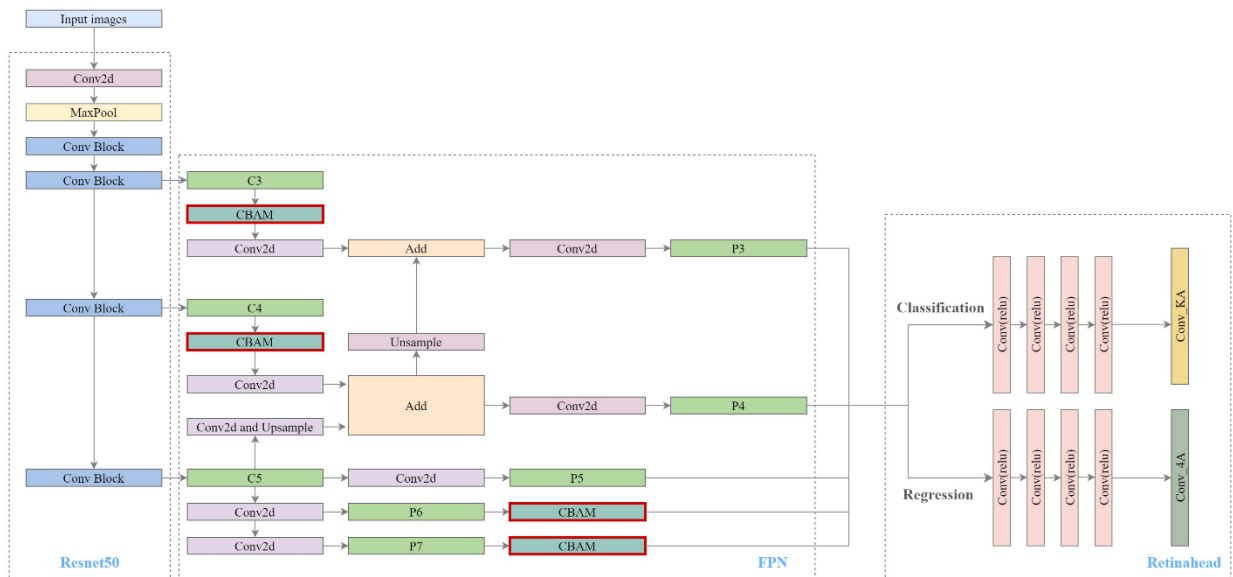 Input images
Conv2d
MaxPool
Conv Block
Conv Block
C3
CBAM
Conv2d
Add
Conv2d
P3
Conv Block
C4
CBAM
Unsample
Conv2d
Add
Conv2d
P4
Conv2d and Upsample
Conv Block
C5
Conv2d
P5
Conv2d
P6
CBAM
Conv2d
P7
CBAM
Resnet50
FPN
Classification
Conv(relu)
Conv(relu)
Conv(relu)
Conv(relu)
Conv_KA
Regression
Conv(relu)
Conv(relu)
Conv(relu)
Conv(relu)
Conv_4A
Retinahead